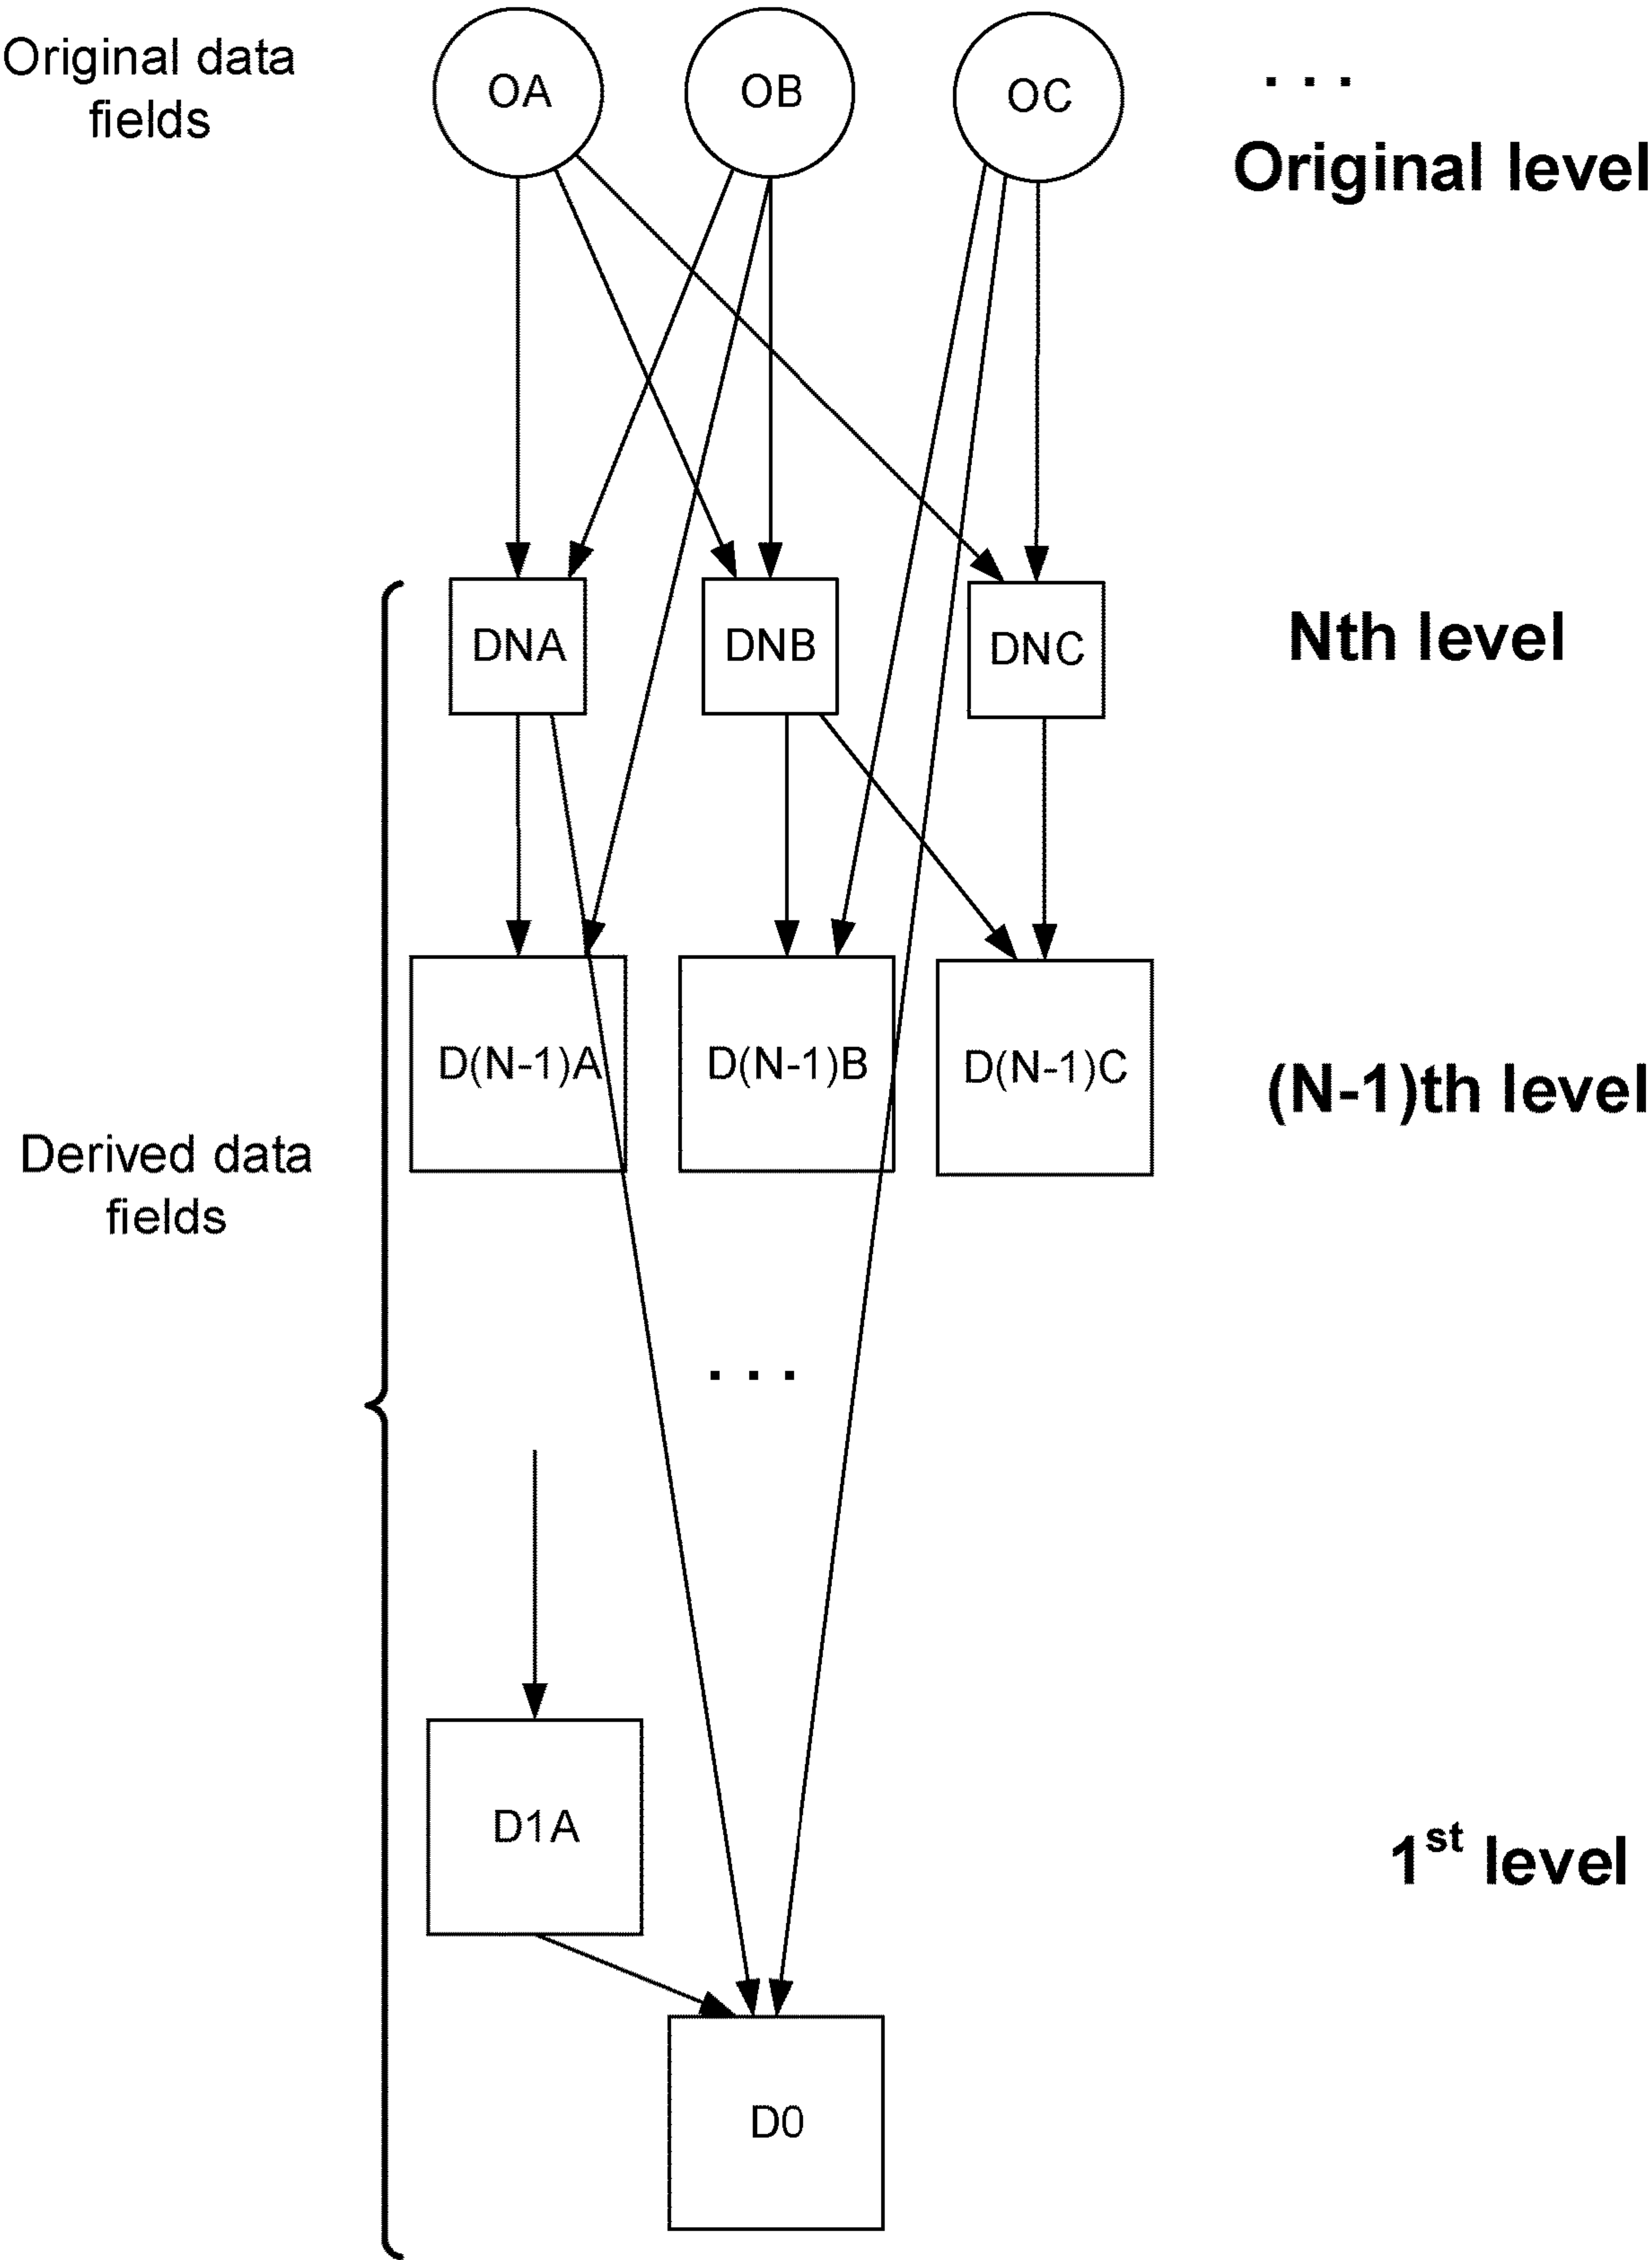 Original data
fields
OA
OB
OC
. . .
Original level
DNA
DNB
DNC
Nth level
D(N-1)A
D(N-1)B
D(N-1)C
(N-1)th level
Derived data
fields
. . .
D1A
1st level
D0